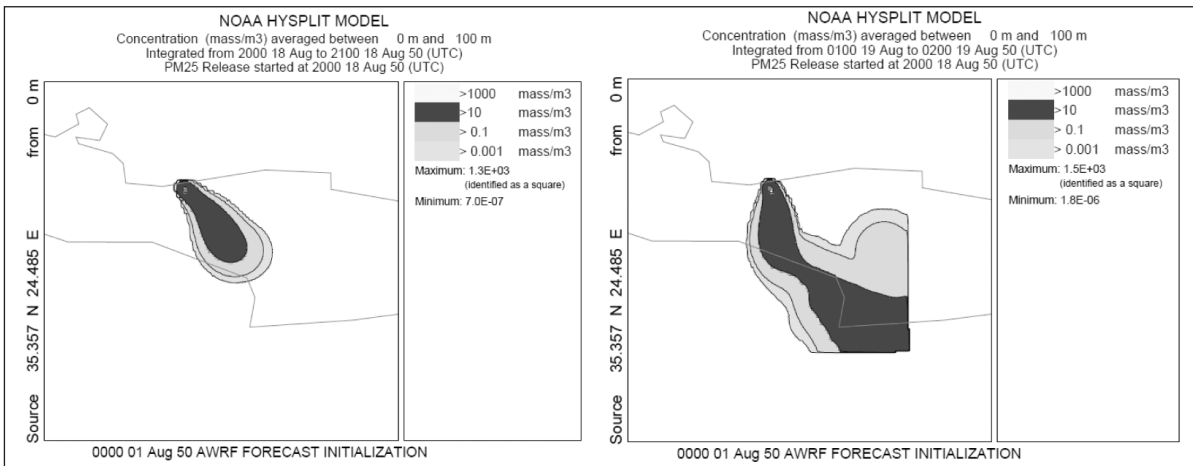 NOAA HYSPLIT MODEL
Concentration (mass/m3) averaged between 0 m and 100 m
Integrated from 2000 18 Aug to 2100 18 Aug 50 (UTC)
PM25 Release started at 2000 18 Aug 50 (UTC)
Source 35.357 N 24.485 E from 0 m
>1000 mass/m3
>10 mass/m3
> 0.1 mass/m3
> 0.001 mass/m3
Maximum: 1.3E+03
(identified as a square)
Minimum: 7.0E-07
0000 01 Aug 50 AWRF FORECAST INITIALIZATION
NOAA HYSPLIT MODEL
Concentration (mass/m3) averaged between 0 m and 100 m
Integrated from 0100 19 Aug to 0200 19 Aug 50 (UTC)
PM25 Release started at 2000 18 Aug 50 (UTC)
Source 35.357 N 24.485 E from 0 m
>1000 mass/m3
>10 mass/m3
> 0.1 mass/m3
> 0.001 mass/m3
Maximum: 1.5E+03
(identified as a square)
Minimum: 1.8E-06
0000 01 Aug 50 AWRF FORECAST INITIALIZATION